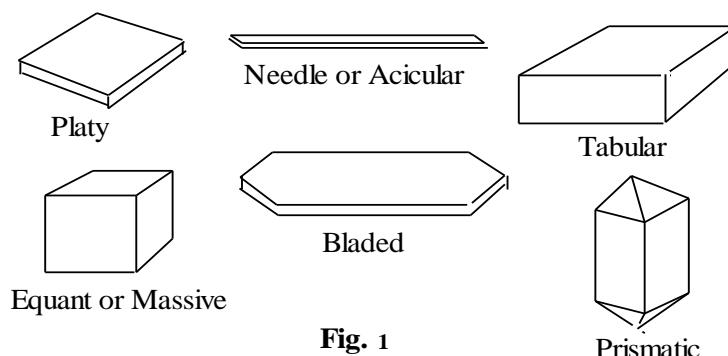 Needle or Acicular
Platy
Tabular
Bladed
Equant or Massive
Fig. 1
Prismatic